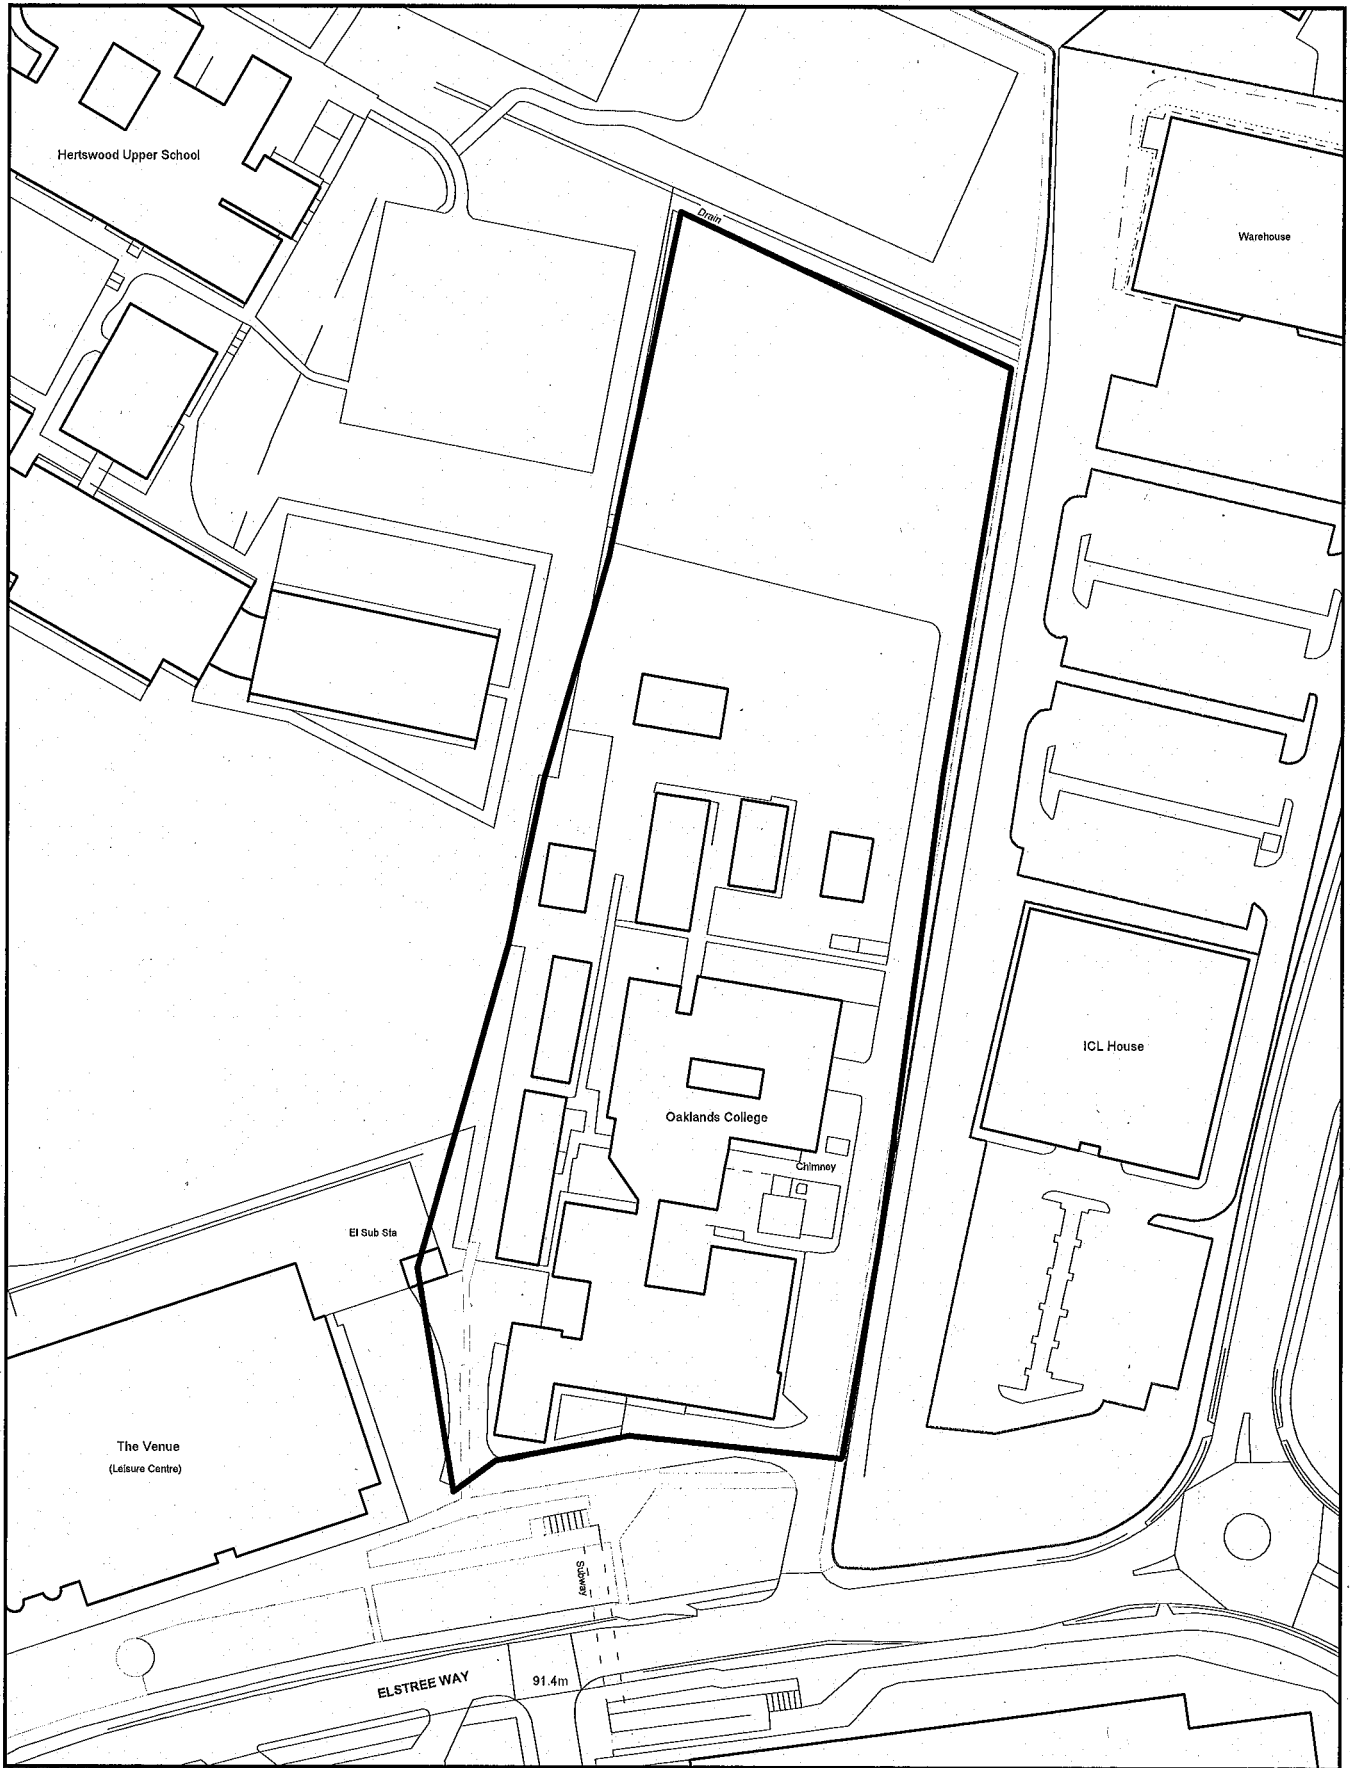 Hertswood Upper School
Drain
Warehouse
ICL House
Oaklands College
Chimney
El Sub Sta
The Venue
(Leisure Centre)
Subway
ELSTREE WAY
91.4m